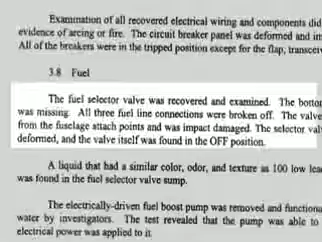 Examination of all recovered electrical wiring and components did
evidence of arcing or fire. The circuit breaker panel was deformed and im
All of the breakers were in the tripped position except for the flap, transceiv
3.8 Fuel
The fuel selector valve was recovered and examined. The bottom
was missing. All three fuel line connections were broken off. The valve
from the fuselage attach points and was impact damaged. The selector valv
deformed, and the valve itself was found in the OFF position.
A liquid that had a similar color, odor, and texture as 100 low lea
was found in the fuel selector valve sump.
The electrically-driven fuel boost pump was removed and functiona
water by investigators. The test revealed that the pump was able to
electrical power was applied to it